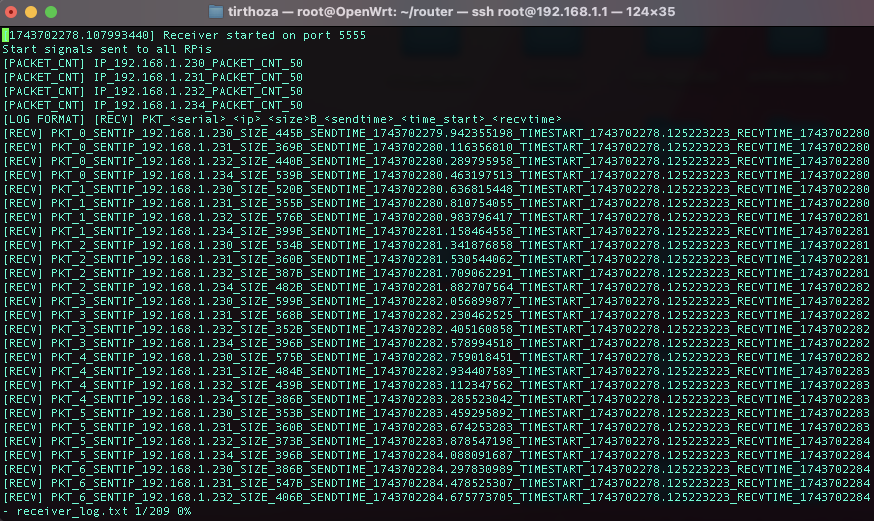 tirthoza — root@OpenWrt: ~/router — ssh root@192.168.1.1 — 124×35
[1743702278.107993440] Receiver started on port 5555
Start signals sent to all RPis
[PACKET_CNT] IP_192.168.1.230_PACKET_CNT_50
[PACKET_CNT] IP_192.168.1.231_PACKET_CNT_50
[PACKET_CNT] IP_192.168.1.232_PACKET_CNT_50
[PACKET_CNT] IP_192.168.1.234_PACKET_CNT_50
[LOG FORMAT] [RECV] PKT_<serial>_<ip>_<size>B_<sendtime>_<time_start>_<recvtime>
[RECV] PKT_0_SENTIP_192.168.1.230_SIZE_445B_SENDTIME_1743702279.942355198_TIMESTART_1743702278.125223223_RECVTIME_1743702280
[RECV] PKT_0_SENTIP_192.168.1.231_SIZE_369B_SENDTIME_1743702280.116356810_TIMESTART_1743702278.125223223_RECVTIME_1743702280
[RECV] PKT_0_SENTIP_192.168.1.232_SIZE_440B_SENDTIME_1743702280.289795958_TIMESTART_1743702278.125223223_RECVTIME_1743702280
[RECV] PKT_0_SENTIP_192.168.1.234_SIZE_539B_SENDTIME_1743702280.463197513_TIMESTART_1743702278.125223223_RECVTIME_1743702280
[RECV] PKT_1_SENTIP_192.168.1.230_SIZE_520B_SENDTIME_1743702280.636815448_TIMESTART_1743702278.125223223_RECVTIME_1743702280
[RECV] PKT_1_SENTIP_192.168.1.231_SIZE_355B_SENDTIME_1743702280.810754055_TIMESTART_1743702278.125223223_RECVTIME_1743702280
[RECV] PKT_1_SENTIP_192.168.1.232_SIZE_576B_SENDTIME_1743702280.983796417_TIMESTART_1743702278.125223223_RECVTIME_1743702281
[RECV] PKT_1_SENTIP_192.168.1.234_SIZE_399B_SENDTIME_1743702281.158464558_TIMESTART_1743702278.125223223_RECVTIME_1743702281
[RECV] PKT_2_SENTIP_192.168.1.230_SIZE_534B_SENDTIME_1743702281.341876858_TIMESTART_1743702278.125223223_RECVTIME_1743702281
[RECV] PKT_2_SENTIP_192.168.1.231_SIZE_360B_SENDTIME_1743702281.530544062_TIMESTART_1743702278.125223223_RECVTIME_1743702281
[RECV] PKT_2_SENTIP_192.168.1.232_SIZE_387B_SENDTIME_1743702281.709062291_TIMESTART_1743702278.125223223_RECVTIME_1743702281
[RECV] PKT_2_SENTIP_192.168.1.234_SIZE_482B_SENDTIME_1743702281.882707564_TIMESTART_1743702278.125223223_RECVTIME_1743702282
[RECV] PKT_3_SENTIP_192.168.1.230_SIZE_599B_SENDTIME_1743702282.056899877_TIMESTART_1743702278.125223223_RECVTIME_1743702282
[RECV] PKT_3_SENTIP_192.168.1.231_SIZE_568B_SENDTIME_1743702282.230462525_TIMESTART_1743702278.125223223_RECVTIME_1743702282
[RECV] PKT_3_SENTIP_192.168.1.232_SIZE_352B_SENDTIME_1743702282.405160858_TIMESTART_1743702278.125223223_RECVTIME_1743702282
[RECV] PKT_3_SENTIP_192.168.1.234_SIZE_396B_SENDTIME_1743702282.578994518_TIMESTART_1743702278.125223223_RECVTIME_1743702282
[RECV] PKT_4_SENTIP_192.168.1.230_SIZE_575B_SENDTIME_1743702282.759018451_TIMESTART_1743702278.125223223_RECVTIME_1743702282
[RECV] PKT_4_SENTIP_192.168.1.231_SIZE_484B_SENDTIME_1743702282.934407589_TIMESTART_1743702278.125223223_RECVTIME_1743702283
[RECV] PKT_4_SENTIP_192.168.1.232_SIZE_439B_SENDTIME_1743702283.112347562_TIMESTART_1743702278.125223223_RECVTIME_1743702283
[RECV] PKT_4_SENTIP_192.168.1.234_SIZE_386B_SENDTIME_1743702283.285523042_TIMESTART_1743702278.125223223_RECVTIME_1743702283
[RECV] PKT_5_SENTIP_192.168.1.230_SIZE_353B_SENDTIME_1743702283.459295892_TIMESTART_1743702278.125223223_RECVTIME_1743702283
[RECV] PKT_5_SENTIP_192.168.1.231_SIZE_360B_SENDTIME_1743702283.674253283_TIMESTART_1743702278.125223223_RECVTIME_1743702283
[RECV] PKT_5_SENTIP_192.168.1.232_SIZE_373B_SENDTIME_1743702283.878547198_TIMESTART_1743702278.125223223_RECVTIME_1743702284
[RECV] PKT_5_SENTIP_192.168.1.234_SIZE_396B_SENDTIME_1743702284.088091687_TIMESTART_1743702278.125223223_RECVTIME_1743702284
[RECV] PKT_6_SENTIP_192.168.1.230_SIZE_386B_SENDTIME_1743702284.297830989_TIMESTART_1743702278.125223223_RECVTIME_1743702284
[RECV] PKT_6_SENTIP_192.168.1.231_SIZE_547B_SENDTIME_1743702284.478525307_TIMESTART_1743702278.125223223_RECVTIME_1743702284
[RECV] PKT_6_SENTIP_192.168.1.232_SIZE_406B_SENDTIME_1743702284.675773705_TIMESTART_1743702278.125223223_RECVTIME_1743702284
- receiver_log.txt 1/209 0%